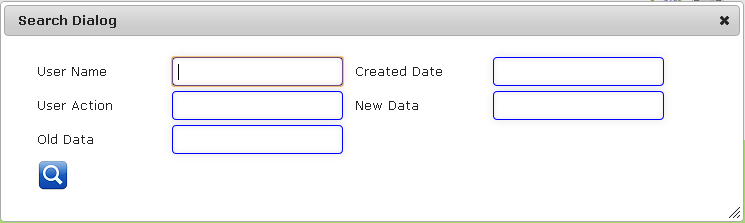 Search Dialog
User Name Created Date
User Action New Data
Old Data